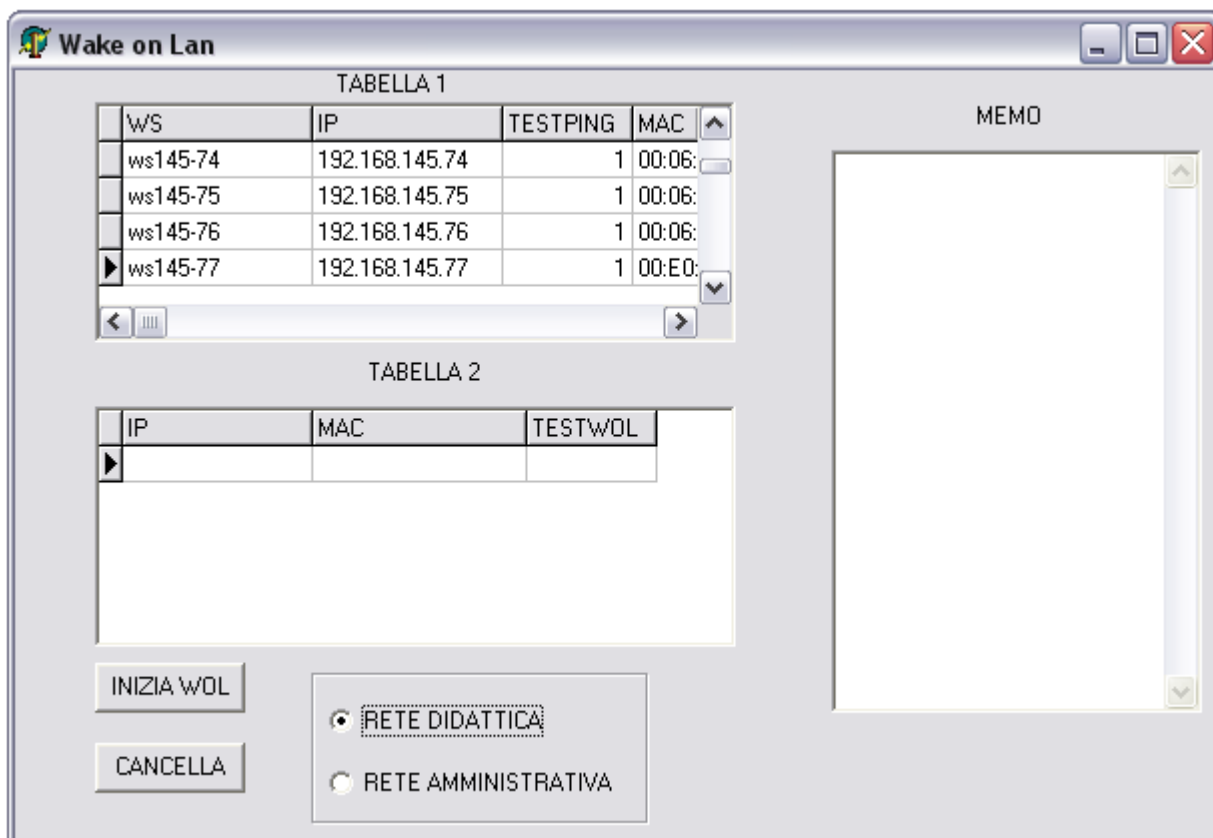 Wake on Lan
TABELLA 1
WS IP TESTPING MAC
ws145-74 192.168.145.74 1 00:06:
ws145-75 192.168.145.75 1 00:06:
ws145-76 192.168.145.76 1 00:06:
ws145-77 192.168.145.77 1 00:E0:
TABELLA 2
IP MAC TESTWOL
INIZIA WOL
CANCELLA
RETE DIDATTICA
RETE AMMINISTRATIVA
MEMO